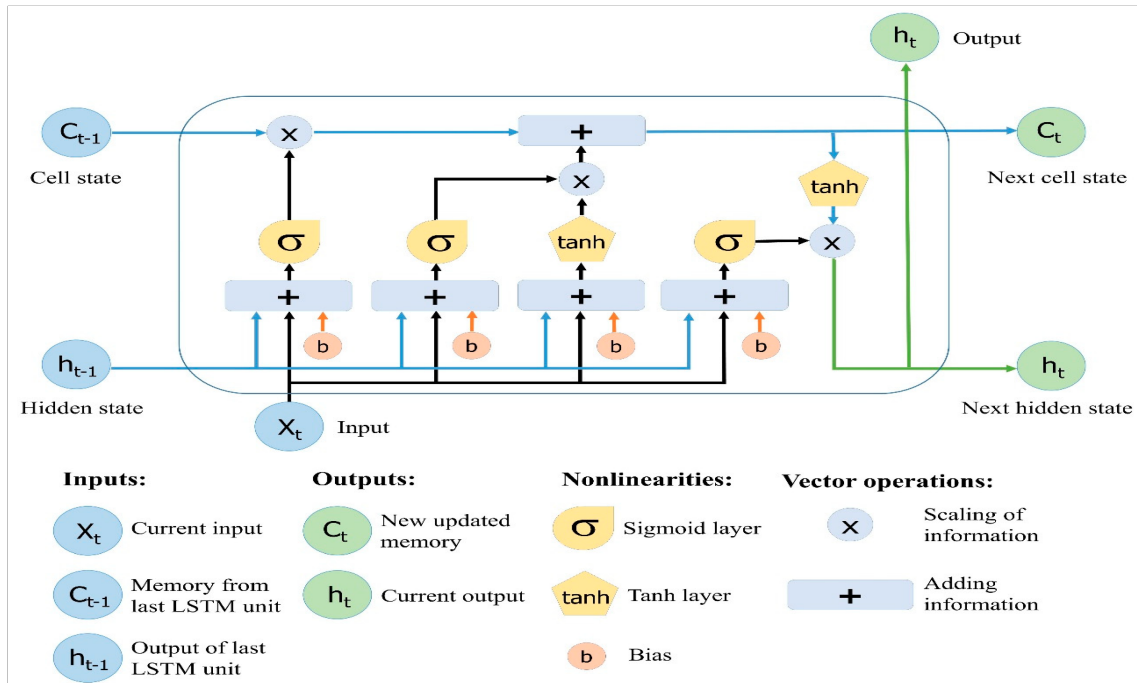 hₜ Output
Cₜ₋₁ x + Cₜ
Cell state x tanh Next cell state
σ σ tanh σ x
+ + + +
b b b b
hₜ₋₁ hₜ
Hidden state Next hidden state
Xₜ Input
Inputs: Outputs: Nonlinearities: Vector operations:
Xₜ Current input
Cₜ₋₁ Memory from
last LSTM unit
hₜ₋₁ Output of last
LSTM unit
Cₜ New updated
memory
hₜ Current output
σ Sigmoid layer
tanh Tanh layer
b Bias
x Scaling of
information
+ Adding
information